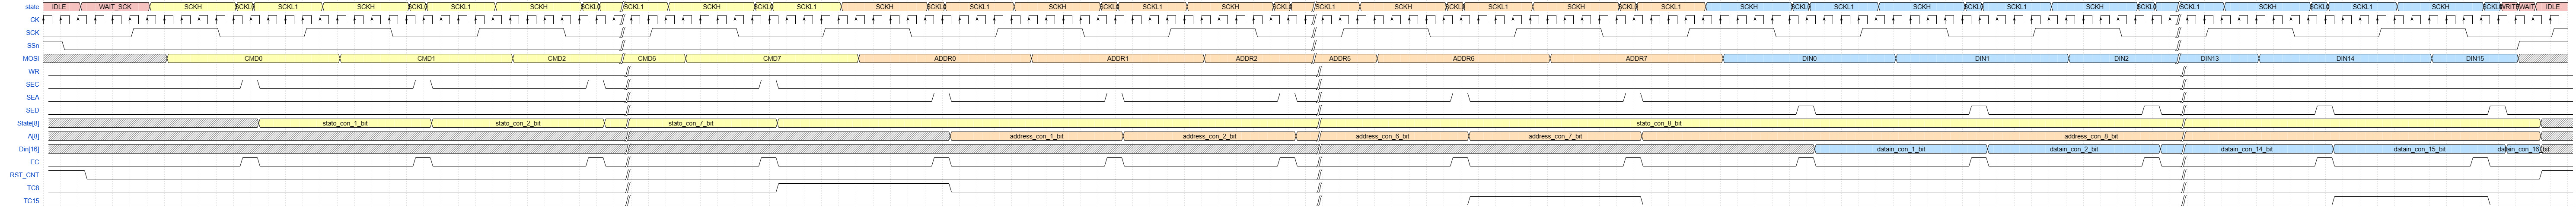 state IDLE WAIT_SCK SCKH SCKL0 SCKL1 SCKH SCKL0 SCKL1 SCKH SCKL0 SCKL1 SCKH SCKL0 SCKL1 SCKH SCKL0 SCKL1 SCKH SCKL0 SCKL1 SCKH SCKL0 SCKL1 SCKH SCKL0 SCKL1 SCKH SCKL0 SCKL1 SCKH SCKL0 SCKL1 SCKH SCKL0 SCKL1 SCKH SCKL0 SCKL1 SCKH SCKL0 SCKL1 SCKH SCKL0 WRITE WAIT IDLE
CK
SCK
SSn
MOSI CMD0 CMD1 CMD2 CMD6 CMD7 ADDR0 ADDR1 ADDR2 ADDR5 ADDR6 ADDR7 DIN0 DIN1 DIN2 DIN13 DIN14 DIN15
WR
SEC
SEA
SED
State[8] stato_con_1_bit stato_con_2_bit stato_con_7_bit stato_con_8_bit
A[8] address_con_1_bit address_con_2_bit address_con_6_bit address_con_7_bit address_con_8_bit
Din[16] datain_con_1_bit datain_con_2_bit datain_con_14_bit datain_con_15_bit datain_con_16_bit
EC
RST_CNT
TC8
TC15